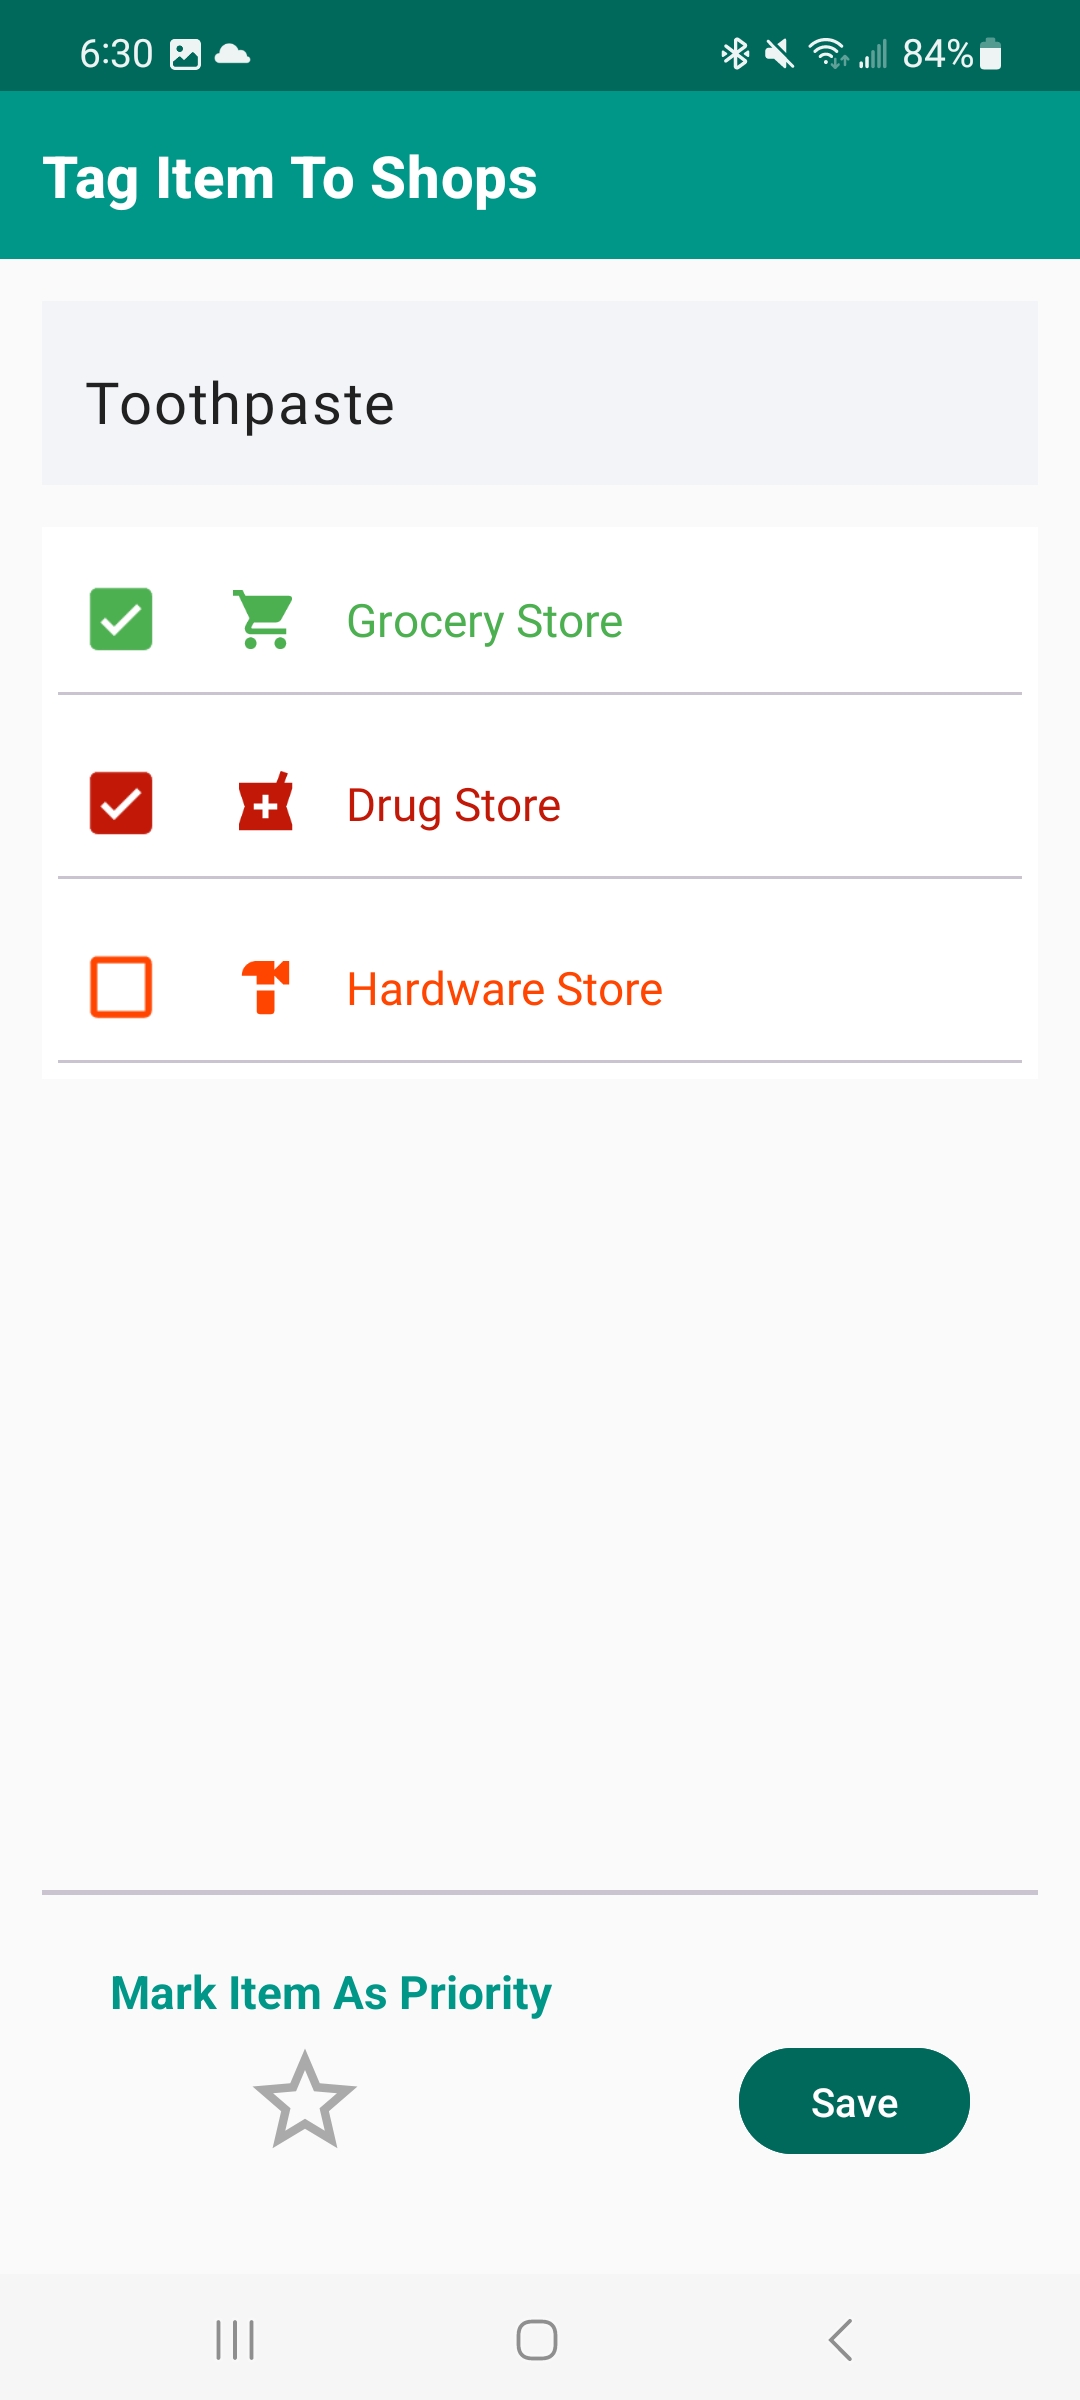 6:30 84%
Tag Item To Shops
Toothpaste
Grocery Store
Drug Store
Hardware Store
Mark Item As Priority
Save